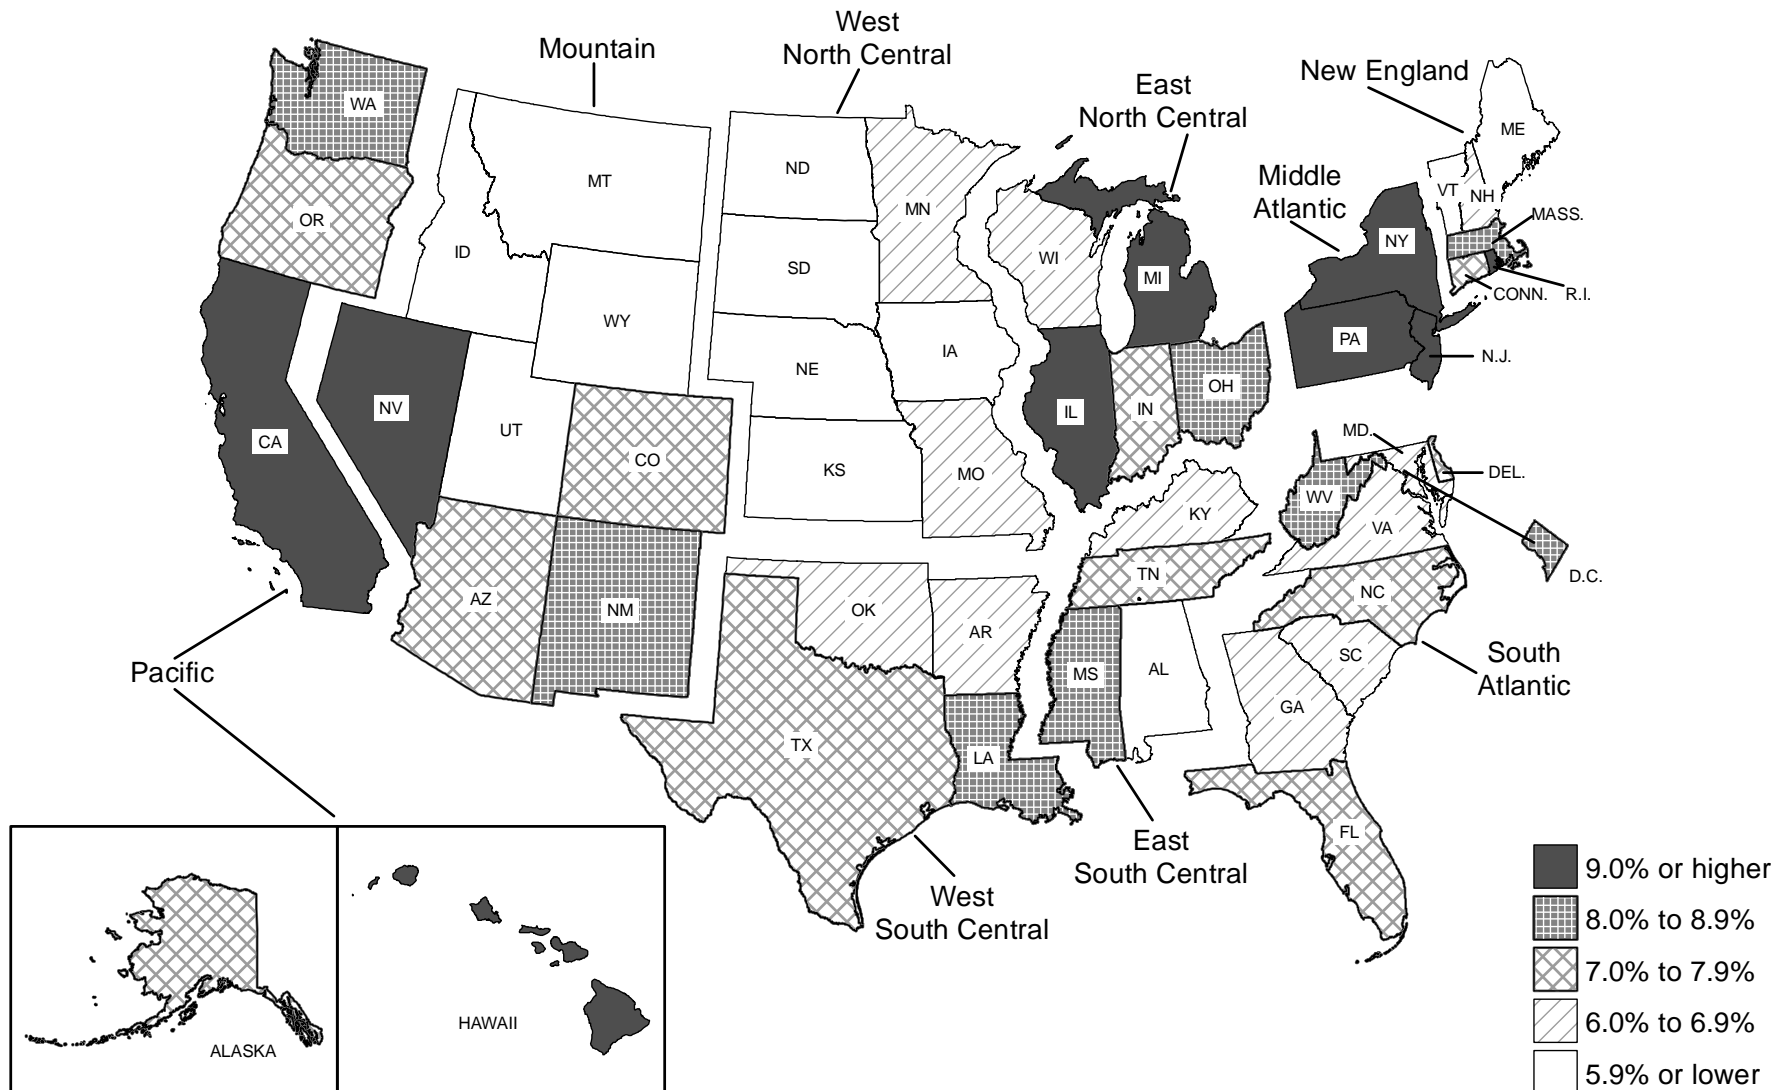 West
North Central
Mountain
East
North Central
New England
Middle
Atlantic
WA
MT
ND
MN
ME
VT
NH
MASS.
OR
ID
SD
WI
MI
NY
CONN.
R.I.
WY
IA
PA
N.J.
NE
OH
NV
UT
CO
KS
MO
IL
IN
CA
MD.
DEL.
WV
VA
KY
D.C.
AZ
NM
OK
AR
TN
NC
Pacific
South
Atlantic
SC
MS
AL
GA
TX
LA
FL
East
South Central
West
South Central
ALASKA
HAWAII
9.0% or higher
8.0% to 8.9%
7.0% to 7.9%
6.0% to 6.9%
5.9% or lower